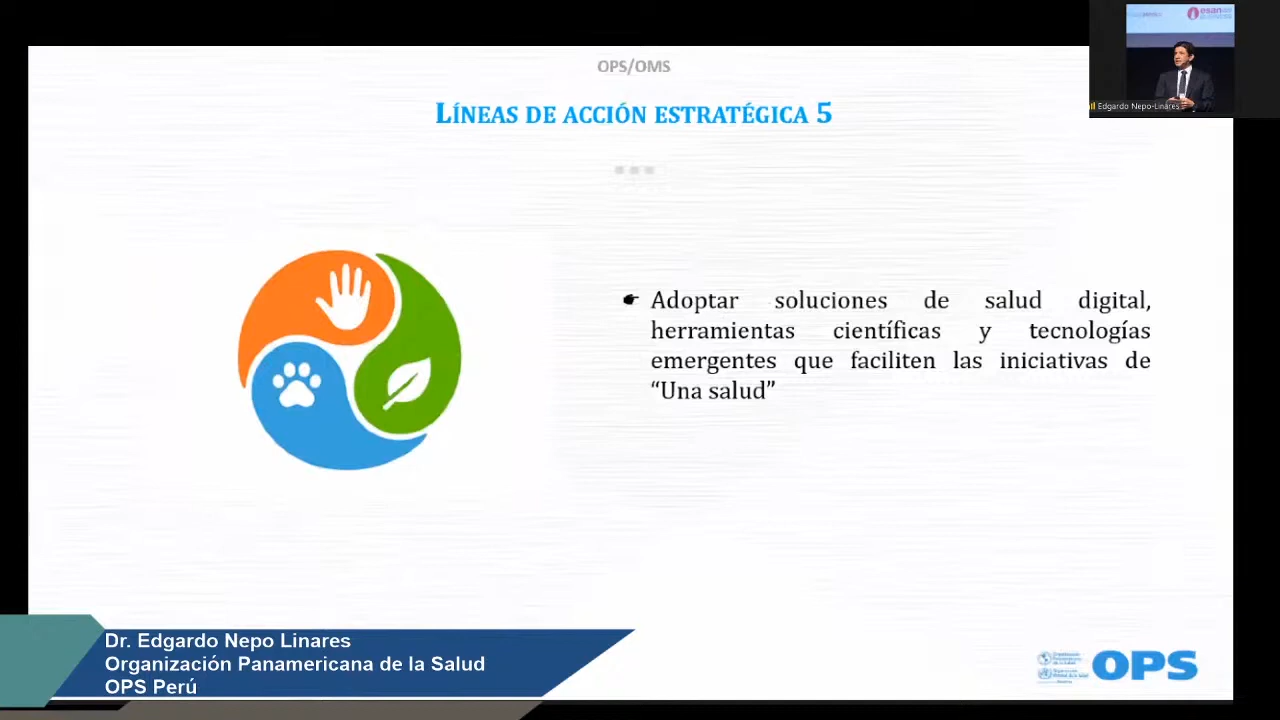 OPS/OMS
LÍNEAS DE ACCIÓN ESTRATÉGICA 5
Adoptar soluciones de salud digital,
herramientas científicas y tecnologías
emergentes que faciliten las iniciativas de
“Una salud”
esan
Edgardo Nepo-Linares
Dr. Edgardo Nepo Linares
Organización Panamericana de la Salud
OPS Perú
OPS